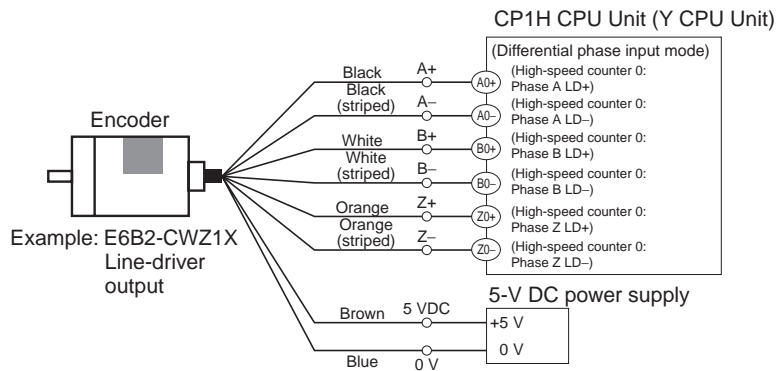 CP1H CPU Unit (Y CPU Unit)
(Differential phase input mode)
Black A+ A0+ (High-speed counter 0:
Phase A LD+)
Black
(striped) A− A0− (High-speed counter 0:
Phase A LD−)
Encoder
White B+ B0+ (High-speed counter 0:
Phase B LD+)
White
(striped) B− B0− (High-speed counter 0:
Phase B LD−)
Orange Z+ Z0+ (High-speed counter 0:
Phase Z LD+)
Orange
(striped) Z− Z0− (High-speed counter 0:
Phase Z LD−)
Example: E6B2-CWZ1X
Line-driver
output
5-V DC power supply
Brown 5 VDC +5 V
Blue 0 V 0 V